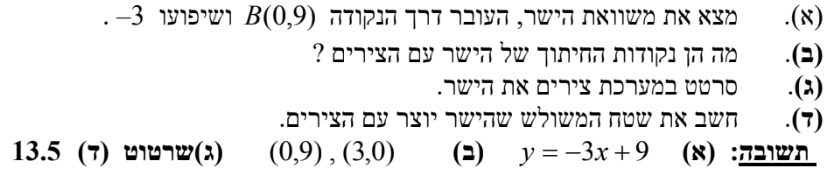 (א). מצא את משוואת הישר, העובר דרך הנקודה B(0,9) ושיפועו −3 .
(ב). מה הן נקודות החיתוך של הישר עם הצירים ?
(ג). סרטט במערכת צירים את הישר.
(ד). חשב את שטח המשולש שהישר יוצר עם הצירים.
תשובה: (א) y = −3x + 9 (ב) (0,9) , (3,0) (ג)שרטוט (ד) 13.5